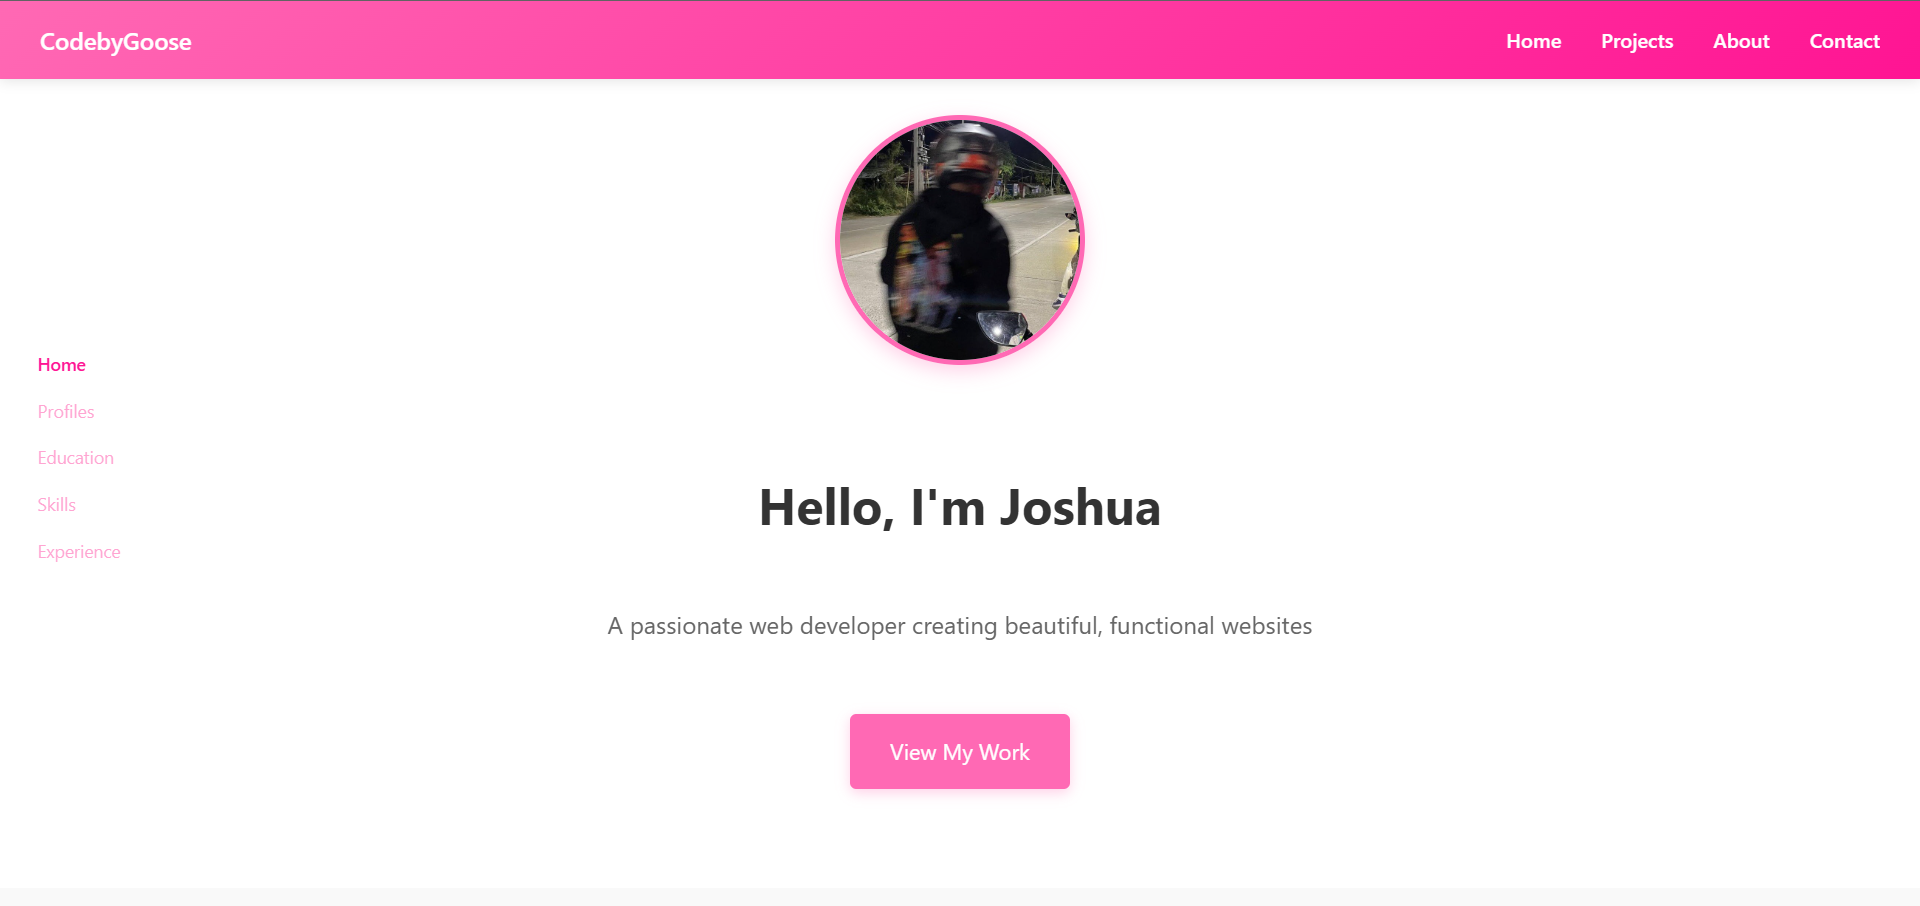 CodebyGoose
Home
Projects
About
Contact
Home
Profiles
Education
Skills
Experience
Hello, I'm Joshua
A passionate web developer creating beautiful, functional websites
View My Work